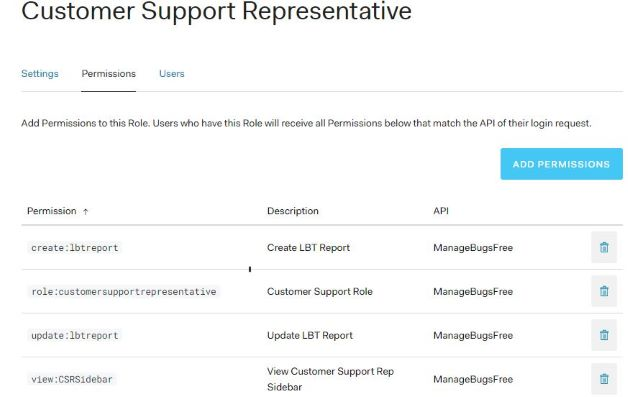 Customer Support Representative
Settings Permissions Users
Add Permissions to this Role. Users who have this Role will receive all Permissions below that match the API of their login request.
ADD PERMISSIONS
Permission ↑ Description API
create:lbtreport Create LBT Report ManageBugsFree
role:customersupportrepresentative Customer Support Role ManageBugsFree
update:lbtreport Update LBT Report ManageBugsFree
view:CSRSidebar View Customer Support Rep ManageBugsFree
Sidebar